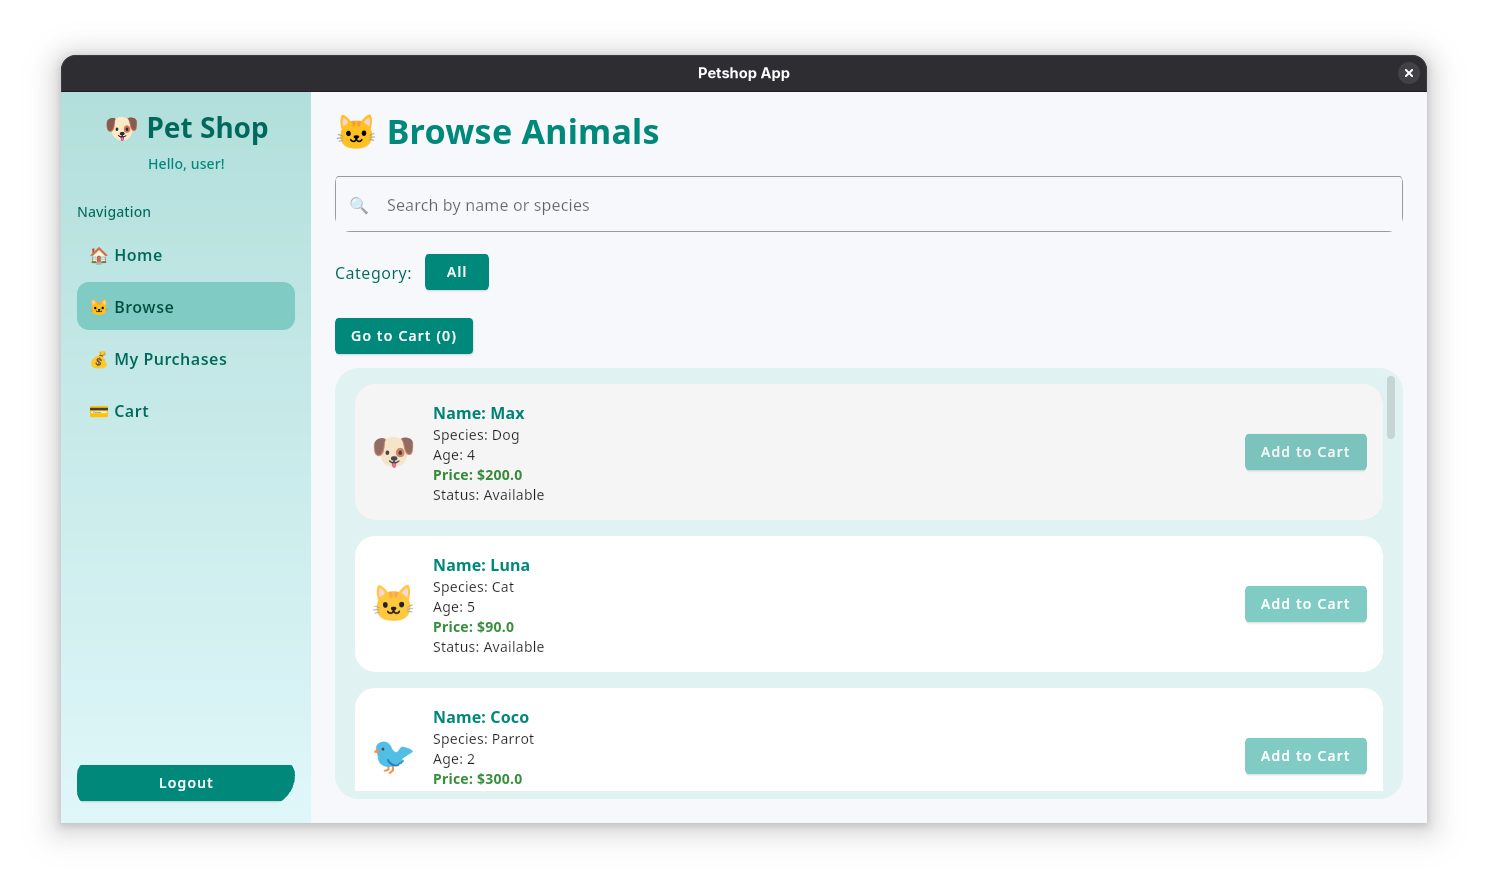 Petshop App
Pet Shop
Hello, user!
Navigation
Home
Browse
My Purchases
Cart
Logout
Browse Animals
Search by name or species
Category: All
Go to Cart (0)
Name: Max
Species: Dog
Age: 4
Price: $200.0
Status: Available
Add to Cart
Name: Luna
Species: Cat
Age: 5
Price: $90.0
Status: Available
Add to Cart
Name: Coco
Species: Parrot
Age: 2
Price: $300.0
Add to Cart